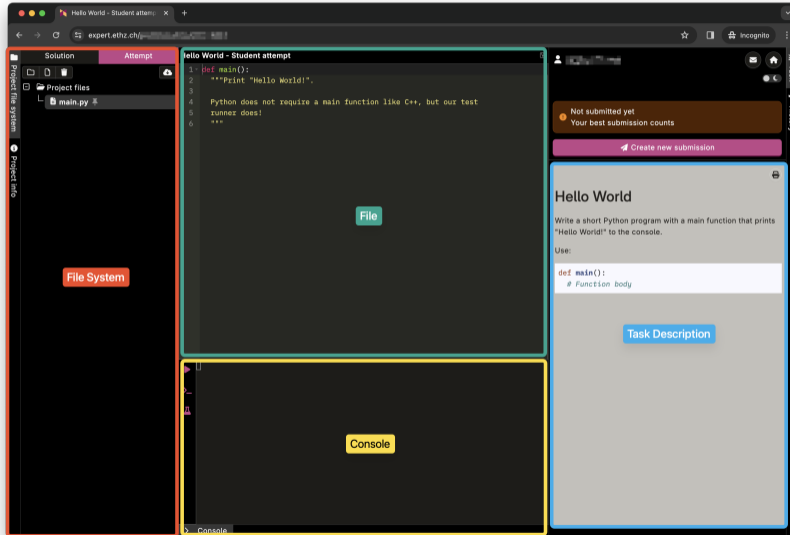 Hello World - Student attemp
expert.ethz.ch/
Incognito
Solution
Attempt
Project file system
Project info
Project files
main.py
Hello World - Student attempt
1 def main():
2 """Print "Hello World!".
3
4 Python does not require a main function like C++, but our test
5 runner does!
6 """
File
File System
Console
Console
Not submitted yet
Your best submission counts
Create new submission
Hello World
Write a short Python program with a main function that prints
"Hello World!" to the console.
Use:
def main():
# Function body
Task Description